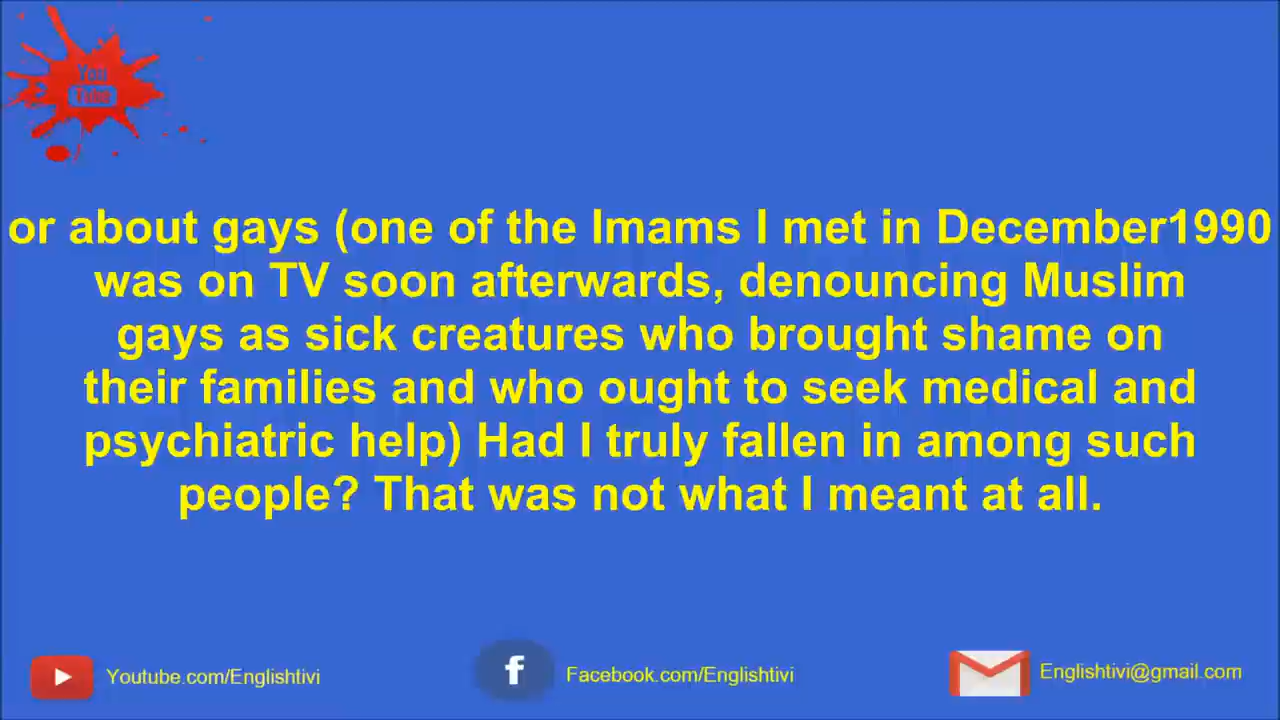 You
Tube
or about gays (one of the Imams I met in December1990
was on TV soon afterwards, denouncing Muslim
gays as sick creatures who brought shame on
their families and who ought to seek medical and
psychiatric help) Had I truly fallen in among such
people? That was not what I meant at all.
Youtube.com/Englishtivi
f
Facebook.com/Englishtivi
Englishtivi@gmail.com